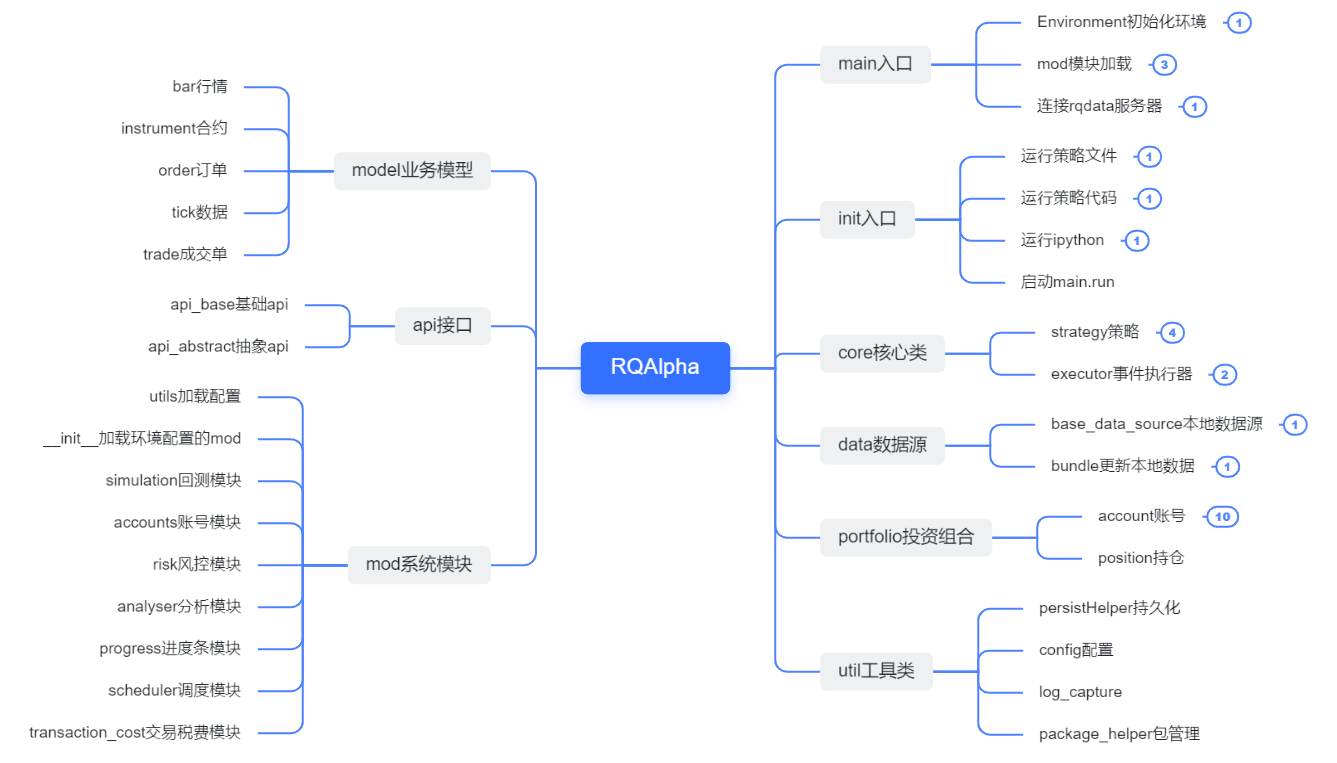 RQAlpha
main入口
Environment初始化环境
1
mod模块加载
3
连接rqdata服务器
1
init入口
运行策略文件
1
运行策略代码
1
运行ipython
1
启动main.run
core核心类
strategy策略
4
executor事件执行器
2
data数据源
base_data_source本地数据源
1
bundle更新本地数据
1
portfolio投资组合
account账号
10
position持仓
util工具类
persistHelper持久化
config配置
log_capture
package_helper包管理
model业务模型
bar行情
instrument合约
order订单
tick数据
trade成交单
api接口
api_base基础api
api_abstract抽象api
mod系统模块
utils加载配置
__init__加载环境配置的mod
simulation回测模块
accounts账号模块
risk风控模块
analyser分析模块
progress进度条模块
scheduler调度模块
transaction_cost交易税费模块